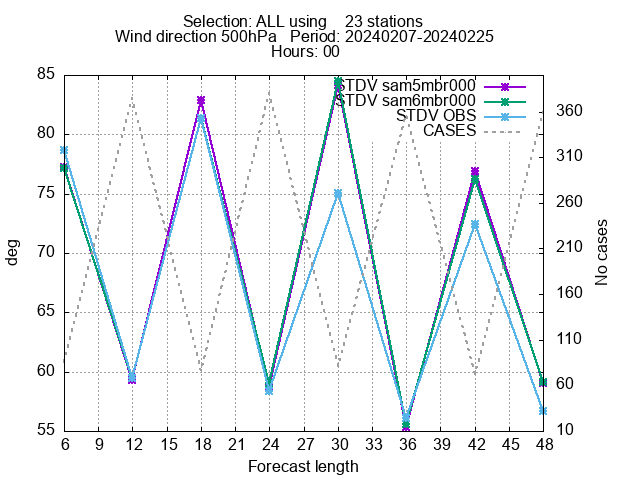 Selection: ALL using    23 stations
Wind direction 500hPa   Period: 20240207-20240225
Hours: 00
STDV sam5mbr000
STDV sam6mbr000
STDV OBS
CASES
85
80
75
70
65
60
55
deg
360
310
260
210
160
110
60
10
No cases
6 9 12 15 18 21 24 27 30 33 36 39 42 45 48
Forecast length